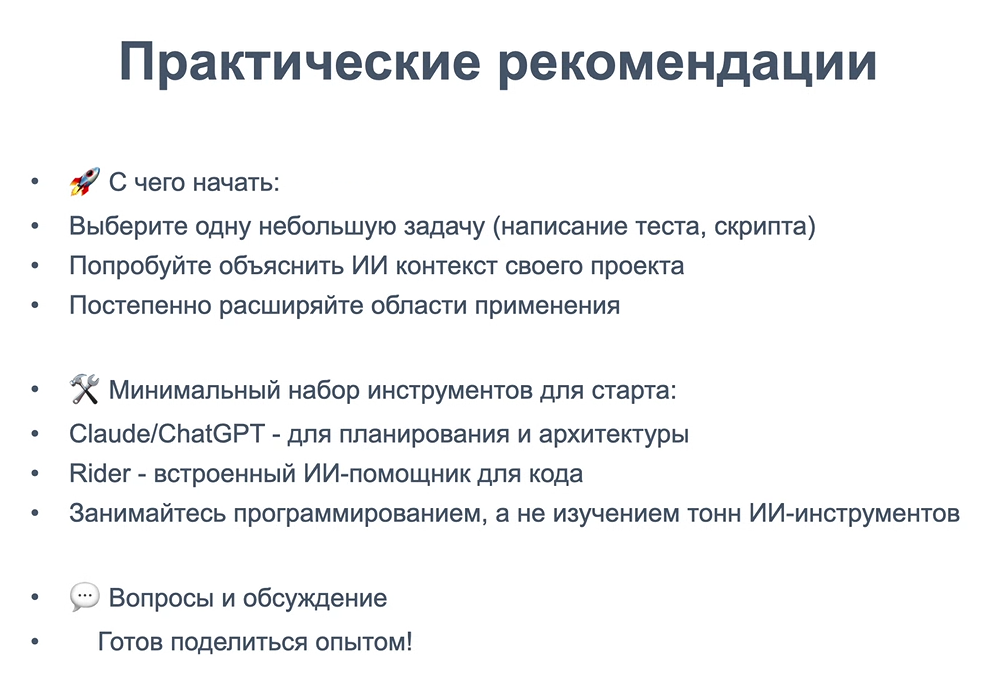 Практические рекомендации
• 🚀 С чего начать:
• Выберите одну небольшую задачу (написание теста, скрипта)
• Попробуйте объяснить ИИ контекст своего проекта
• Постепенно расширяйте области применения
• 🛠 Минимальный набор инструментов для старта:
• Claude/ChatGPT - для планирования и архитектуры
• Rider - встроенный ИИ-помощник для кода
• Занимайтесь программированием, а не изучением тонн ИИ-инструментов
• 💬 Вопросы и обсуждение
• Готов поделиться опытом!